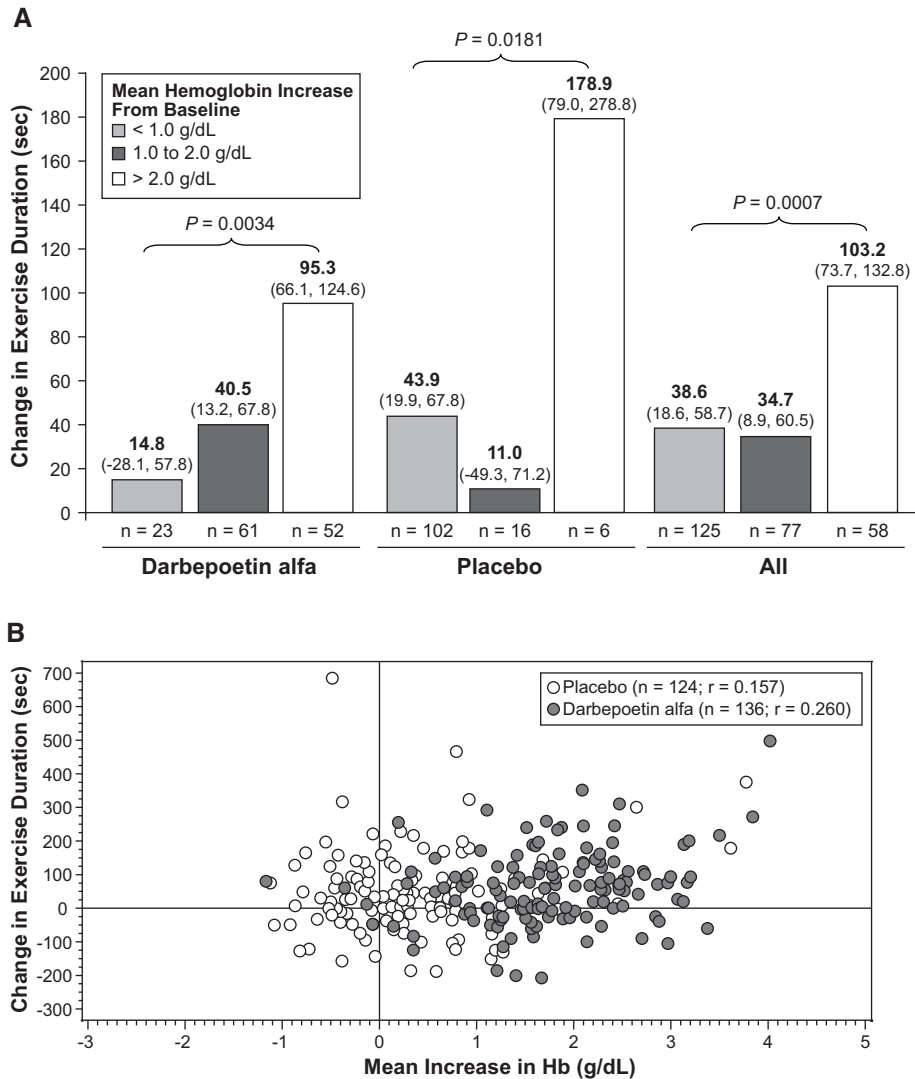 A
P = 0.0181
200
180
160
140
120
100
80
60
40
20
0
Change in Exercise Duration (sec)
Mean Hemoglobin Increase
From Baseline
< 1.0 g/dL
1.0 to 2.0 g/dL
> 2.0 g/dL
P = 0.0034
14.8
(-28.1, 57.8)
40.5
(13.2, 67.8)
95.3
(66.1, 124.6)
43.9
(19.9, 67.8)
11.0
(-49.3, 71.2)
178.9
(79.0, 278.8)
P = 0.0007
38.6
(18.6, 58.7)
34.7
(8.9, 60.5)
103.2
(73.7, 132.8)
n = 23 n = 61 n = 52 n = 102 n = 16 n = 6 n = 125 n = 77 n = 58
Darbepoetin alfa Placebo All
B
Change in Exercise Duration (sec)
700
600
500
400
300
200
100
0
-100
-200
-300
Placebo (n = 124; r = 0.157)
Darbepoetin alfa (n = 136; r = 0.260)
-3 -2 -1 0 1 2 3 4 5
Mean Increase in Hb (g/dL)